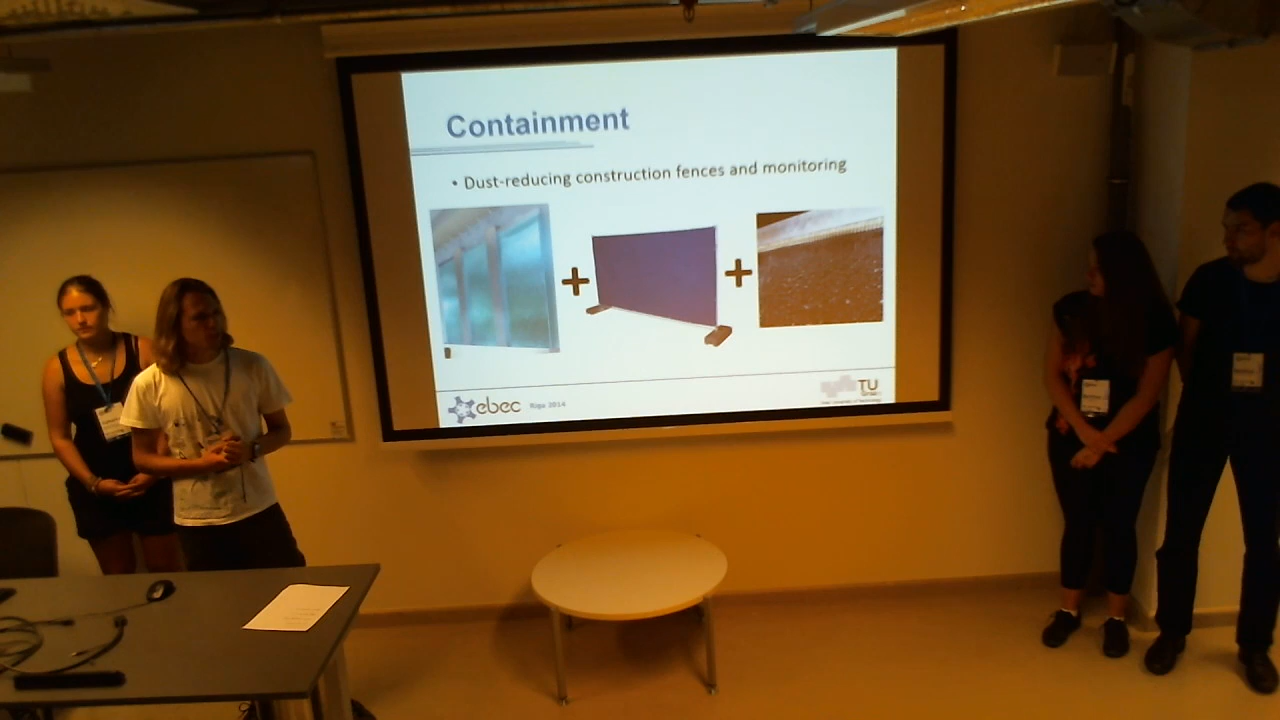 Containment
• Dust-reducing construction fences and monitoring
+ +
ebec Riga 2014
TU